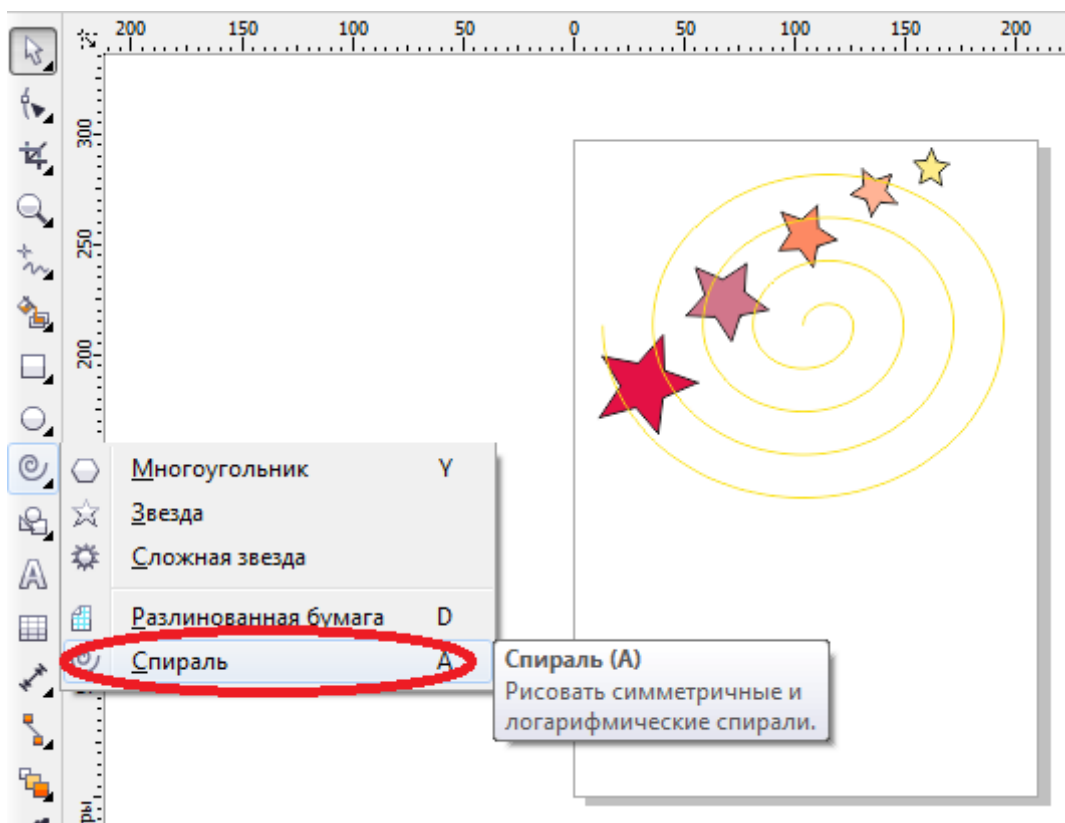 200 150 100 50 0 50 100 150 200
300
250
200
Многоугольник Y
Звезда
Сложная звезда
Разлинованная бумага D
Спираль A
Спираль (A)
Рисовать симметричные и
логарифмические спирали.